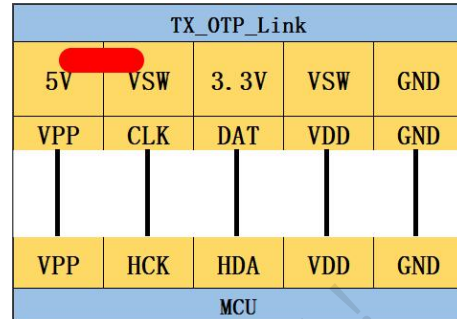 TX_OTP_Link
5V VSW 3.3V VSW GND
VPP CLK DAT VDD GND
VPP HCK HDA VDD GND
MCU